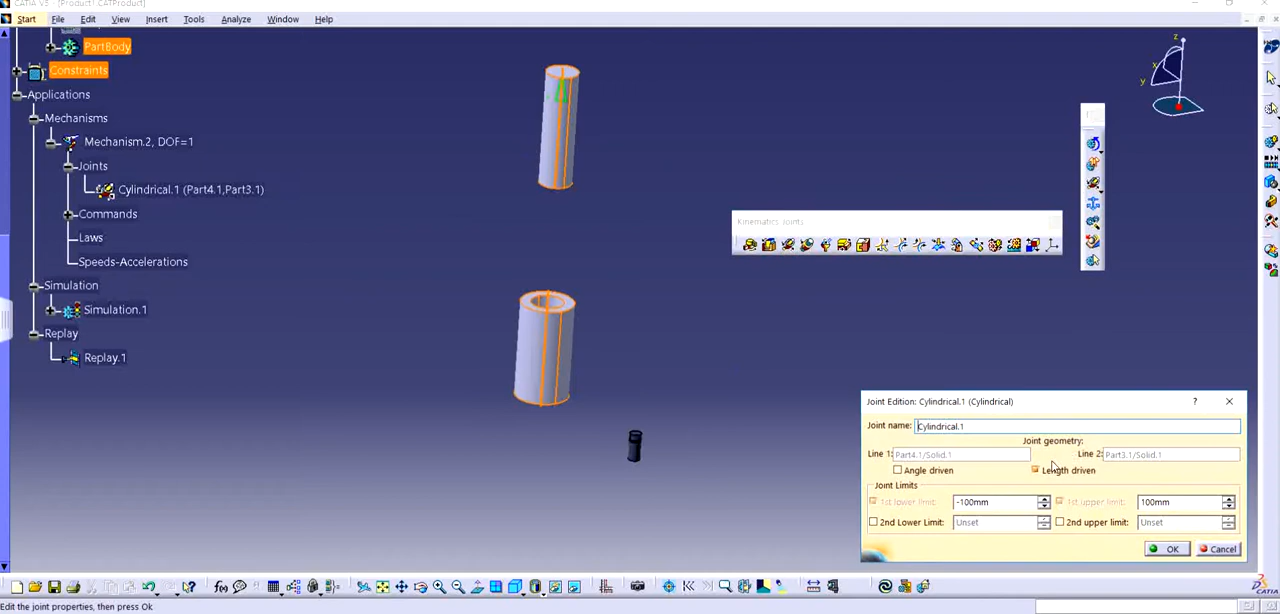 CATIA V5 - [Product1.CATProduct]
Start File Edit View Insert Tools Analyze Window Help
PartBody
Constraints
Applications
Mechanisms
Mechanism.2, DOF=1
Joints
Cylindrical.1 (Part4.1,Part3.1)
Commands
Laws
Speeds-Accelerations
Simulation
Simulation.1
Replay
Replay.1
z
x
y
Kinematics Joints
Joint Edition: Cylindrical.1 (Cylindrical) ?
Joint name: Cylindrical.1
Joint geometry:
Line 1: Part4.1/Solid.1 Line 2: Part3.1/Solid.1
Angle driven Length driven
Joint Limits
1st lower limit: -100mm 1st upper limit: 100mm
2nd Lower Limit: Unset 2nd upper limit: Unset
OK Cancel
f(x)
CATIA
Edit the joint properties, then press Ok